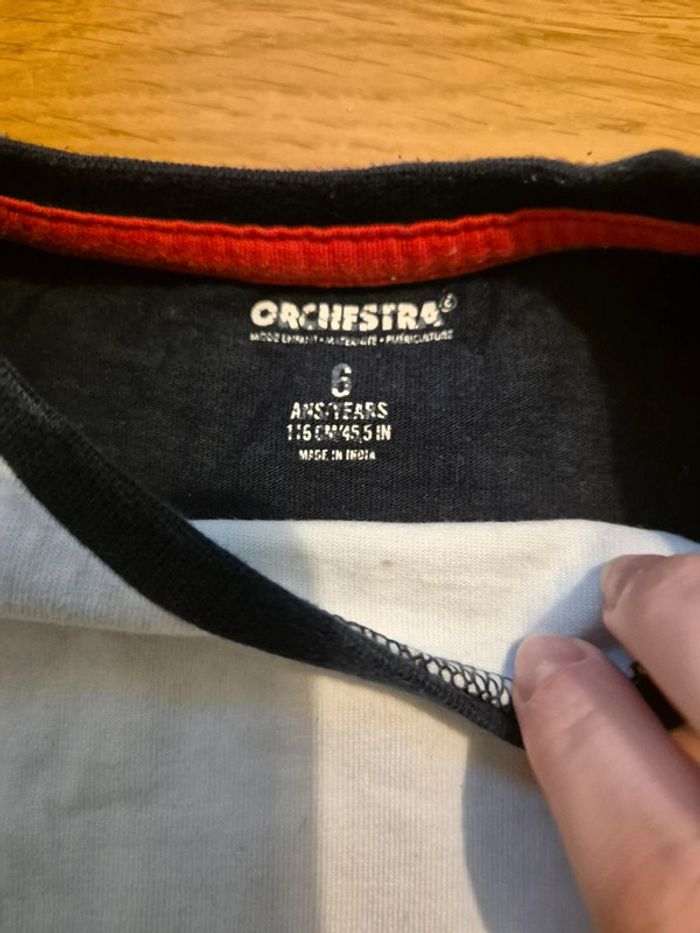 ORCHESTRA®
MODE ENFANT • MATERNITÉ • PUÉRICULTURE
6
ANS/YEARS
116 CM/45,5 IN
MADE IN INDIA